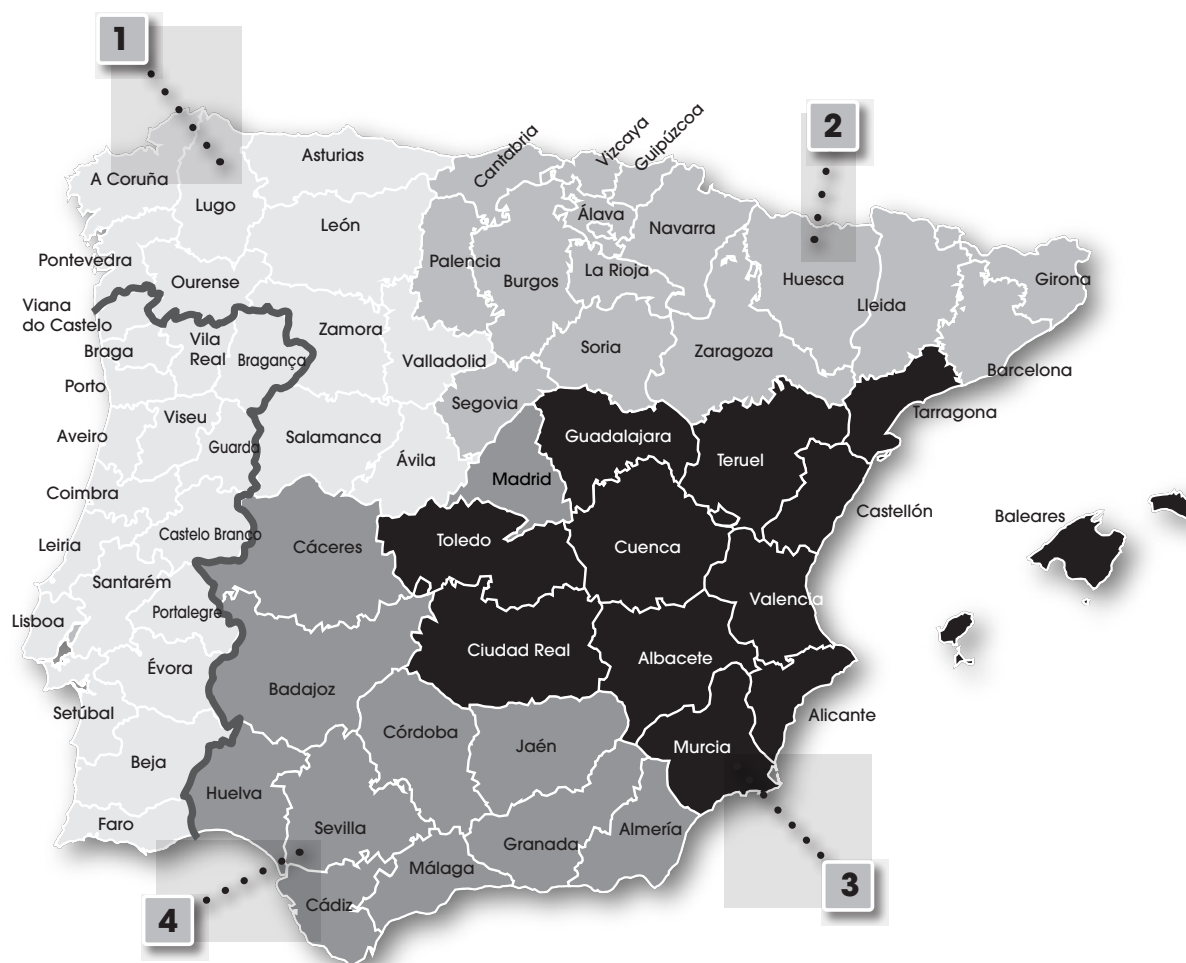 1
2
Cantabria
Vizcaya
Guipúzcoa
Asturias
A Coruña
Lugo
León
Álava
Navarra
Pontevedra
Ourense
Palencia
Burgos
La Rioja
Huesca
Lleida
Girona
Viana
do Castelo
Braga
Vila
Real
Bragança
Zamora
Valladolid
Soria
Zaragoza
Barcelona
Porto
Segovia
Tarragona
Aveiro
Viseu
Guarda
Salamanca
Ávila
Guadalajara
Teruel
Madrid
Coimbra
Castellón
Baleares
Leiria
Castelo Branco
Cáceres
Toledo
Cuenca
Santarém
Portalegre
Valencia
Lisboa
Évora
Ciudad Real
Albacete
Badajoz
Setúbal
Alicante
Córdoba
Jaén
Murcia
Beja
Huelva
Faro
Sevilla
Granada
Almería
Málaga
Cádiz
3
4